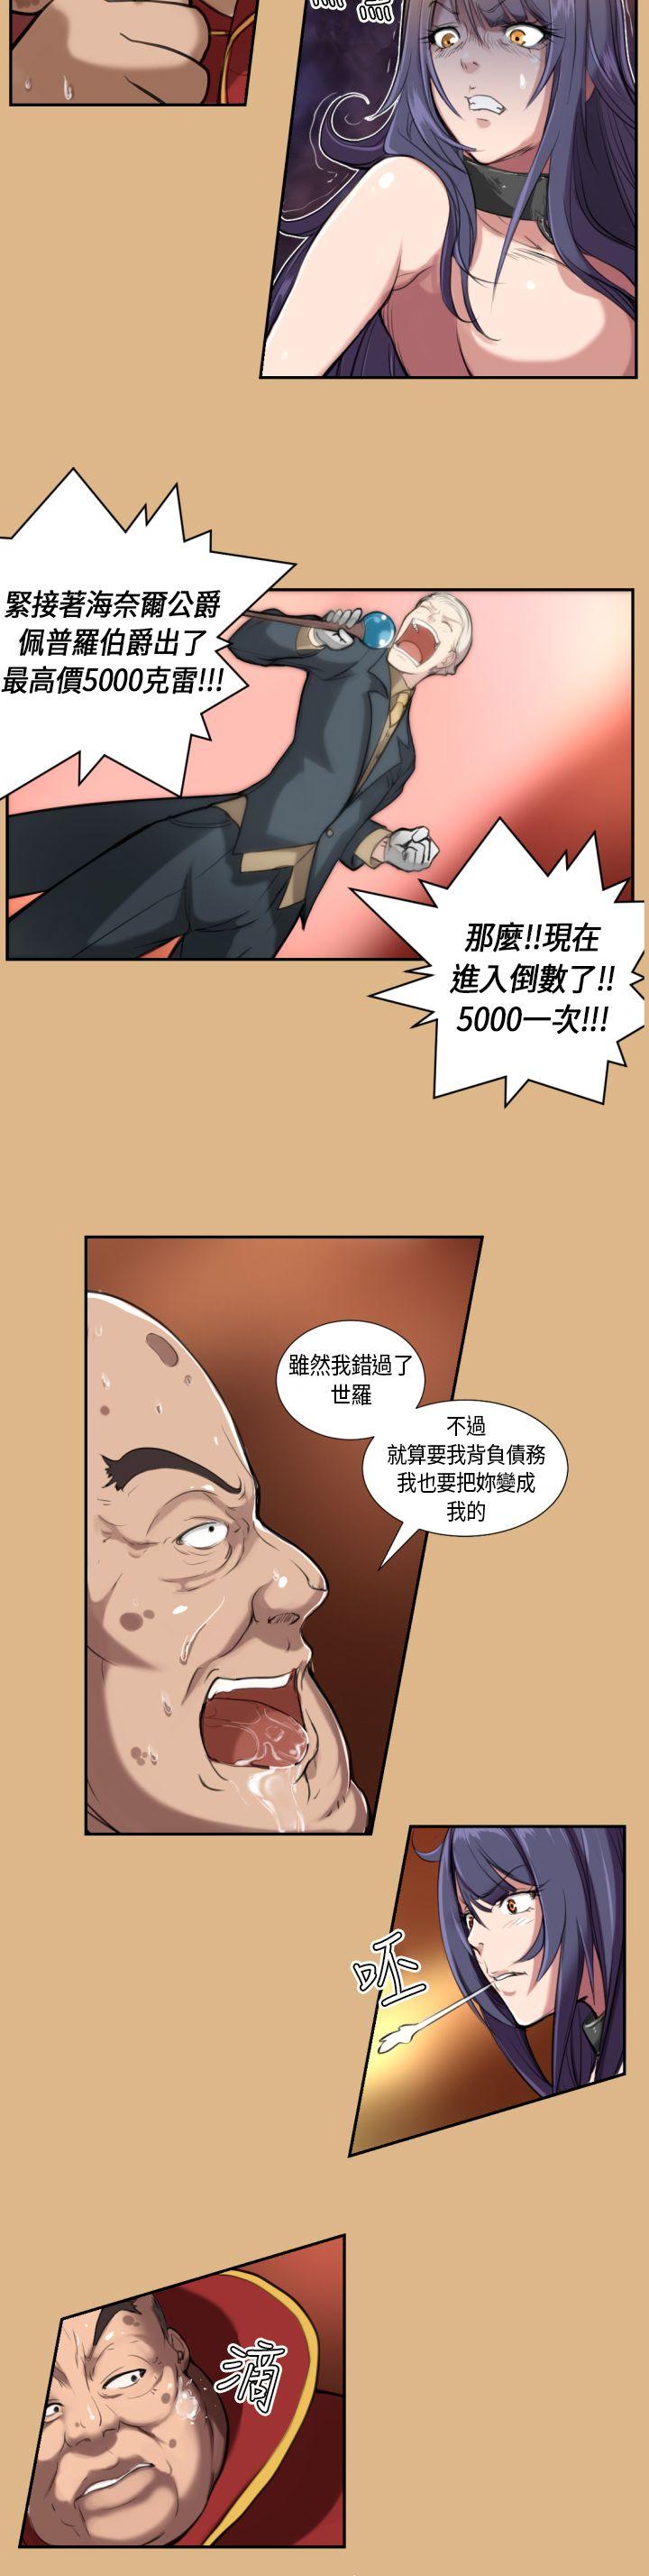 緊接著海奈爾公爵
佩普羅伯爵出了
最高價5000克雷!!!
那麼!!現在
進入倒數了!!
5000一次!!!
雖然我錯過了
世羅
不過
就算要我背負債務
我也要把妳變成
我的
呸
滴